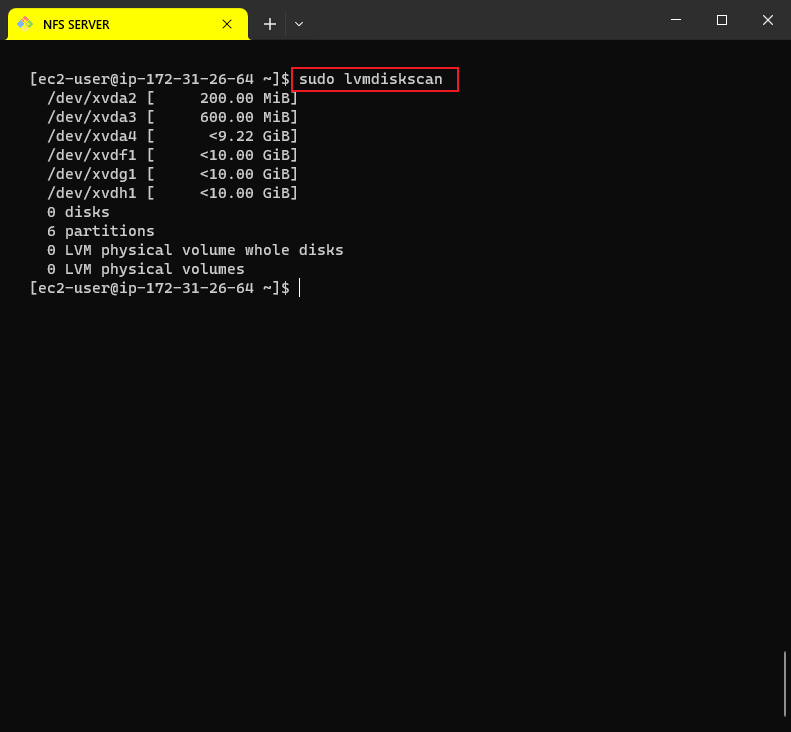 NFS SERVER
[ec2-user@ip-172-31-26-64 ~]$ sudo lvmdiskscan
  /dev/xvda2 [     200.00 MiB]
  /dev/xvda3 [     600.00 MiB]
  /dev/xvda4 [      <9.22 GiB]
  /dev/xvdf1 [     <10.00 GiB]
  /dev/xvdg1 [     <10.00 GiB]
  /dev/xvdh1 [     <10.00 GiB]
  0 disks
  6 partitions
  0 LVM physical volume whole disks
  0 LVM physical volumes
[ec2-user@ip-172-31-26-64 ~]$